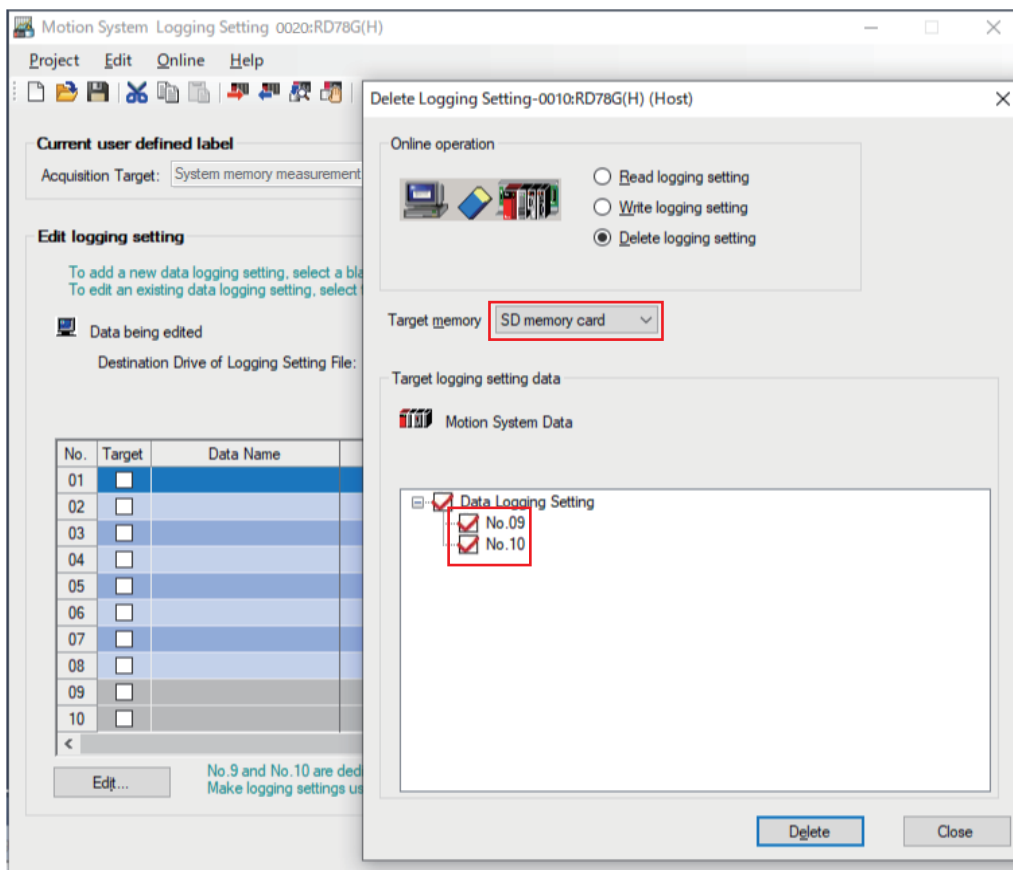 Motion System Logging Setting 0020:RD78G(H)
Project Edit Online Help
Current user defined label
Acquisition Target: System memory measurement
Edit logging setting
To add a new data logging setting, select a bla
To edit an existing data logging setting, select
Data being edited
Destination Drive of Logging Setting File:
No. Target Data Name
01
02
03
04
05
06
07
08
09
10
Edit...
No.9 and No.10 are ded
Make logging settings us
Delete Logging Setting-0010:RD78G(H) (Host)
Online operation
Read logging setting
Write logging setting
Delete logging setting
Target memory SD memory card
Target logging setting data
Motion System Data
Data Logging Setting
No.09
No.10
Delete Close